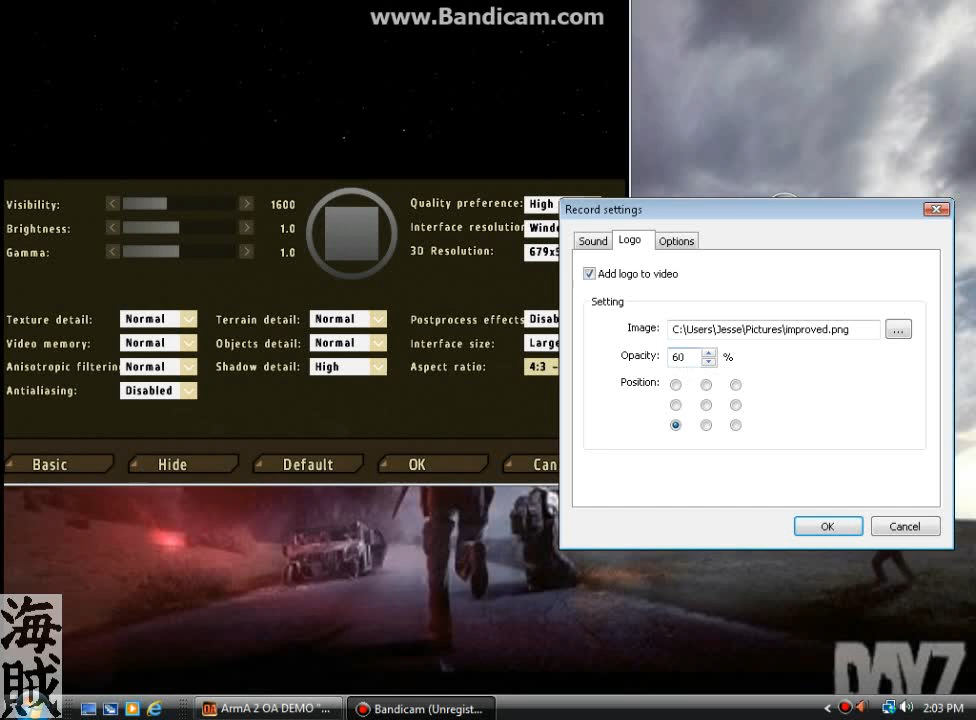 www.Bandicam.com
Visibility:
1600
Brightness:
1.0
Gamma:
1.0
Quality preference:
High
Interface resolution
3D Resolution:
Texture detail:
Normal
Terrain detail:
Normal
Postprocess effects
Video memory:
Normal
Objects detail:
Normal
Interface size:
Large
Anisotropic filterin
Normal
Shadow detail:
High
Aspect ratio:
4:3 -
Antialiasing:
Disabled
Basic
Hide
Default
OK
Can
Record settings
Sound
Logo
Options
Add logo to video
Setting
Image:
C:\Users\Jesse\Pictures\improved.png
...
Opacity:
60
%
Position:
OK
Cancel
海
賊
DAYZ
OA
ArmA 2 OA DEMO "...
Bandicam (Unregist...
2:03 PM